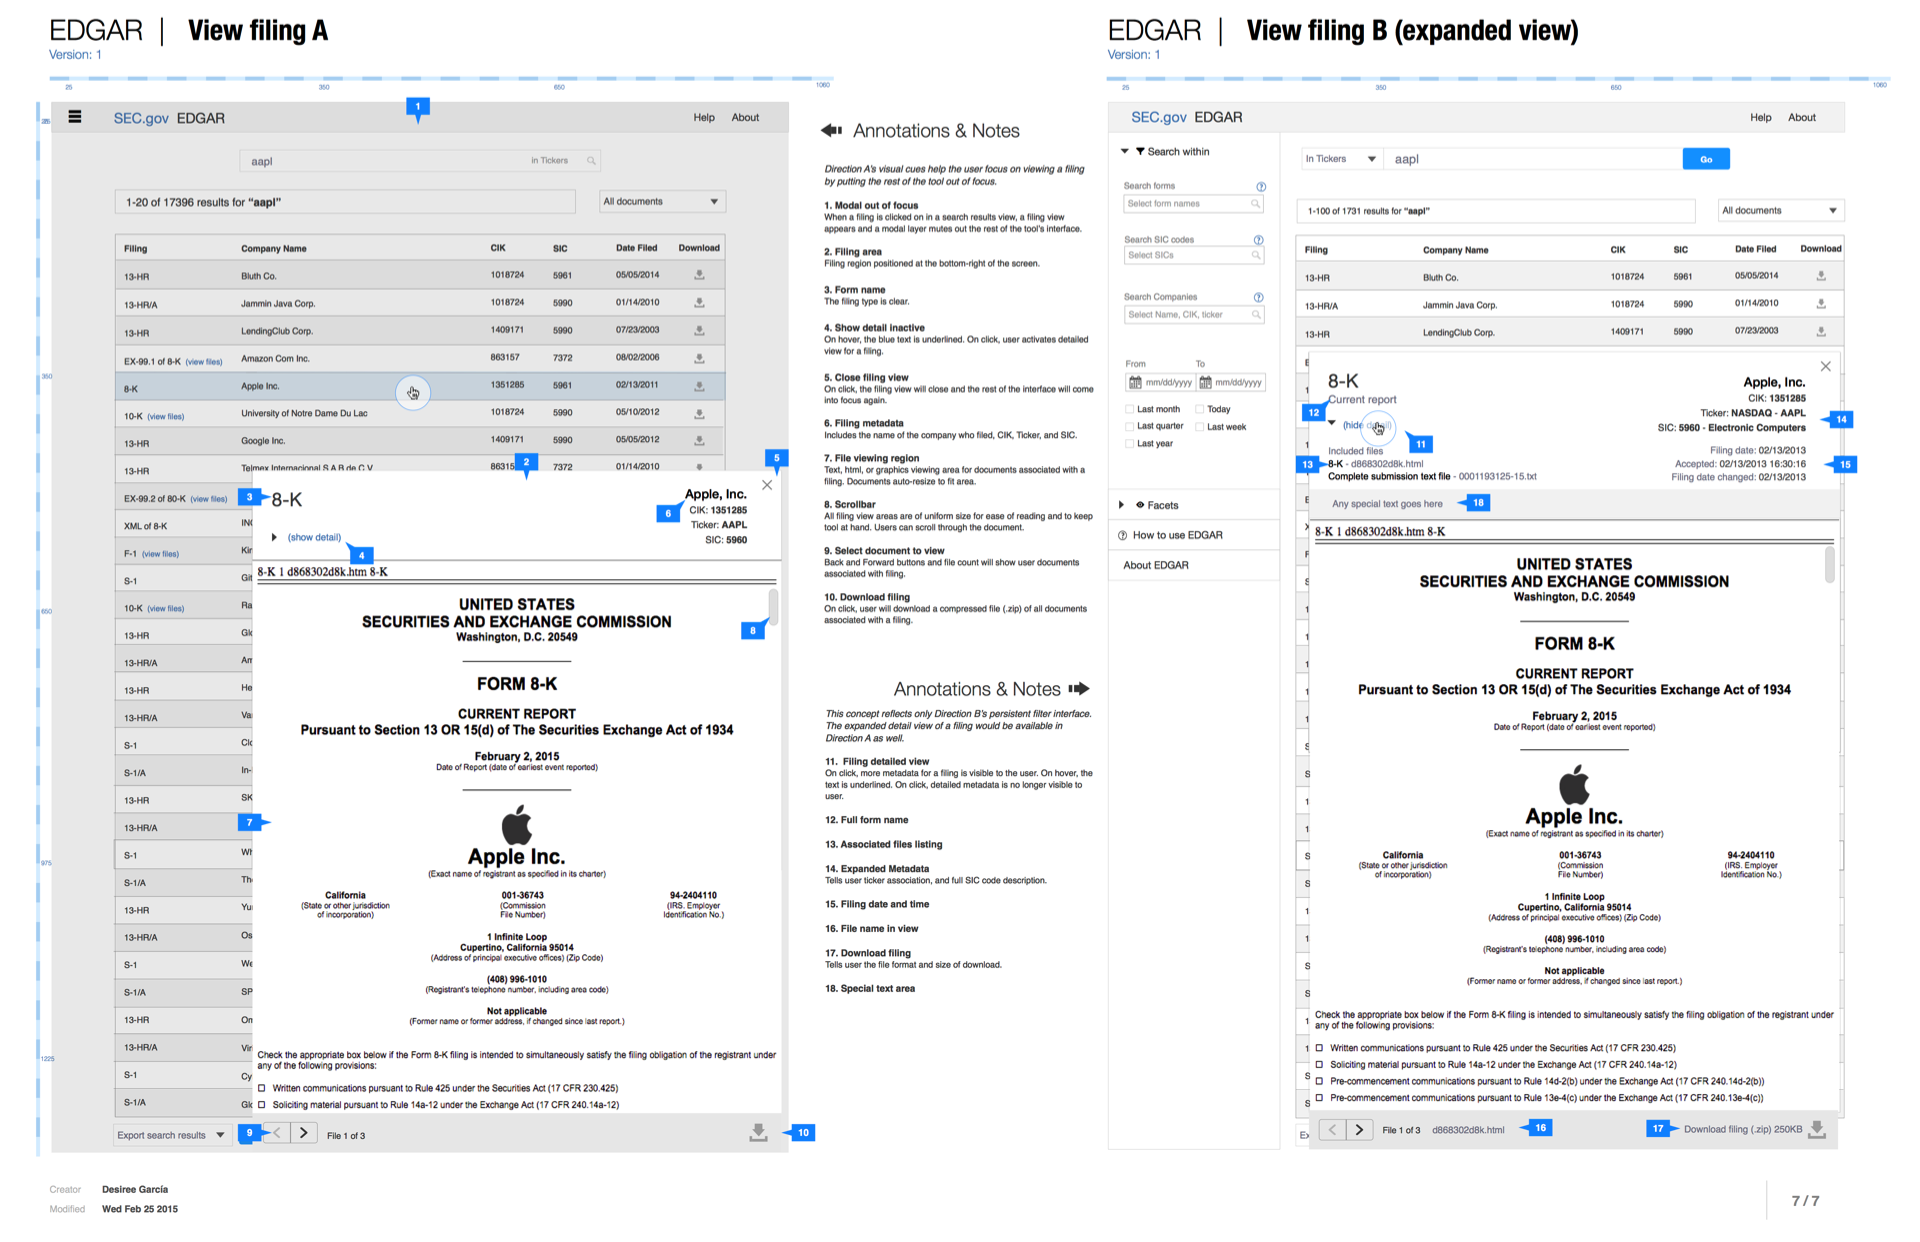 EDGAR | View filing A
Version: 1
25 350 650 1060
1
SEC.gov EDGAR Help About
aapl in Tickers
1-20 of 17396 results for "aapl" All documents
Filing Company Name CIK SIC Date Filed Download
13-HR Bluth Co. 1018724 5961 05/05/2014
13-HR/A Jammin Java Corp. 1018724 5990 01/14/2010
13-HR LendingClub Corp. 1409171 5990 07/23/2003
EX-99.1 of 8-K (view files) Amazon Com Inc. 863157 7372 08/02/2006
350
8-K Apple Inc. 1351285 5961 02/13/2011
10-K (view files) University of Notre Dame Du Lac 1018724 5990 05/10/2012
13-HR Google Inc. 1409171 5990 05/05/2012
13-HR Telmex Internacional S A B de C V 86315 7372 01/14/2010
2
5
EX-99.2 of 80-K (view files)
XML of 8-K IN
F-1 (view files) Kir
S-1 Git
650
10-K (view files) Ra
13-HR Glo
13-HR/A Am
13-HR He
13-HR/A Va
S-1 Clo
S-1/A In-
13-HR SK
13-HR/A
S-1 Wh
975
S-1/A Th
13-HR Yu
13-HR/A Os
S-1 We
S-1/A SP
13-HR On
13-HR/A Vir
1225
S-1 Cy
S-1/A Glo
Export search results
3 8-K
Apple, Inc.
6 CIK: 1351285
Ticker: AAPL
SIC: 5960
(show detail)
4
8-K 1 d868302d8k.htm 8-K
UNITED STATES
SECURITIES AND EXCHANGE COMMISSION
Washington, D.C. 20549
8
FORM 8-K
CURRENT REPORT
Pursuant to Section 13 OR 15(d) of The Securities Exchange Act of 1934
February 2, 2015
Date of Report (date of earliest event reported)
7
Apple Inc.
(Exact name of registrant as specified in its charter)
California 001-36743 94-2404110
(State or other jurisdiction (Commission (IRS. Employer
of incorporation) File Number) Identification No.)
1 Infinite Loop
Cupertino, California 95014
(Address of principal executive offices) (Zip Code)
(408) 996-1010
(Registrant's telephone number, including area code)
Not applicable
(Former name or former address, if changed since last report.)
Check the appropriate box below if the Form 8-K filing is intended to simultaneously satisfy the filing obligation of the registrant under
any of the following provisions:
Written communications pursuant to Rule 425 under the Securities Act (17 CFR 230.425)
Soliciting material pursuant to Rule 14a-12 under the Exchange Act (17 CFR 240.14a-12)
9 File 1 of 3 10
Annotations & Notes
Direction A's visual cues help the user focus on viewing a filing
by putting the rest of the tool out of focus.
1. Modal out of focus
When a filing is clicked on in a search results view, a filing view
appears and a modal layer mutes out the rest of the tool's interface.
2. Filing area
Filing region positioned at the bottom-right of the screen.
3. Form name
The filing type is clear.
4. Show detail inactive
On hover, the blue text is underlined. On click, user activates detailed
view for a filing.
5. Close filing view
On click, the filing view will close and the rest of the interface will come
into focus again.
6. Filing metadata
Includes the name of the company who filed, CIK, Ticker, and SIC.
7. File viewing region
Text, html, or graphics viewing area for documents associated with a
filing. Documents auto-resize to fit area.
8. Scrollbar
All filing view areas are of uniform size for ease of reading and to keep
tool at hand. Users can scroll through the document.
9. Select document to view
Back and Forward buttons and file count will show user documents
associated with filing.
10. Download filing
On click, user will download a compressed file (.zip) of all documents
associated with a filing.
Annotations & Notes
This concept reflects only Direction B's persistent filter interface.
The expanded detail view of a filing would be available in
Direction A as well.
11. Filing detailed view
On click, more metadata for a filing is visible to the user. On hover, the
text is underlined. On click, detailed metadata is no longer visible to
user.
12. Full form name
13. Associated files listing
14. Expanded Metadata
Tells user ticker association, and full SIC code description.
15. Filing date and time
16. File name in view
17. Download filing
Tells user the file format and size of download.
18. Special text area
EDGAR | View filing B (expanded view)
Version: 1
25 350 650 1060
SEC.gov EDGAR Help About
Search within
Search forms
Select form names
Search SIC codes
Select SICs
Search Companies
Select Name, CIK, ticker
From To
mm/dd/yyyy mm/dd/yyyy
Last month Today
Last quarter Last week
Last year
Facets
How to use EDGAR
About EDGAR
In Tickers aapl Go
1-100 of 1731 results for "aapl" All documents
Filing Company Name CIK SIC Date Filed Download
13-HR Bluth Co. 1018724 5961 05/05/2014
13-HR/A Jammin Java Corp. 1018724 5990 01/14/2010
13-HR LendingClub Corp. 1409171 5990 07/23/2003
8-K
Current report
12
(hide detail)
11
Apple, Inc.
CIK: 1351285
Ticker: NASDAQ - AAPL 14
SIC: 5960 - Electronic Computers
Included files
13 8-K - d868302d8k.html
Complete submission text file - 0001193125-15.txt
Filing date: 02/13/2013
Accepted: 02/13/2013 16:30:16 15
Filing date changed: 02/13/2013
Any special text goes here 18
8-K 1 d868302d8k.htm 8-K
UNITED STATES
SECURITIES AND EXCHANGE COMMISSION
Washington, D.C. 20549
FORM 8-K
CURRENT REPORT
Pursuant to Section 13 OR 15(d) of The Securities Exchange Act of 1934
February 2, 2015
Date of Report (date of earliest event reported)
Apple Inc.
(Exact name of registrant as specified in its charter)
California 001-36743 94-2404110
(State or other jurisdiction (Commission (IRS. Employer
of incorporation) File Number) Identification No.)
1 Infinite Loop
Cupertino, California 95014
(Address of principal executive offices) (Zip Code)
(408) 996-1010
(Registrant's telephone number, including area code)
Not applicable
(Former name or former address, if changed since last report.)
Check the appropriate box below if the Form 8-K filing is intended to simultaneously satisfy the filing obligation of the registrant under
any of the following provisions:
Written communications pursuant to Rule 425 under the Securities Act (17 CFR 230.425)
Soliciting material pursuant to Rule 14a-12 under the Exchange Act (17 CFR 240.14a-12)
Pre-commencement communications pursuant to Rule 14d-2(b) under the Exchange Act (17 CFR 240.14d-2(b))
Pre-commencement communications pursuant to Rule 13e-4(c) under the Exchange Act (17 CFR 240.13e-4(c))
Ex File 1 of 3 d868302d8k.html 16 17 Download filing (.zip) 250KB
Creator Desiree García
Modified Wed Feb 25 2015
7 / 7